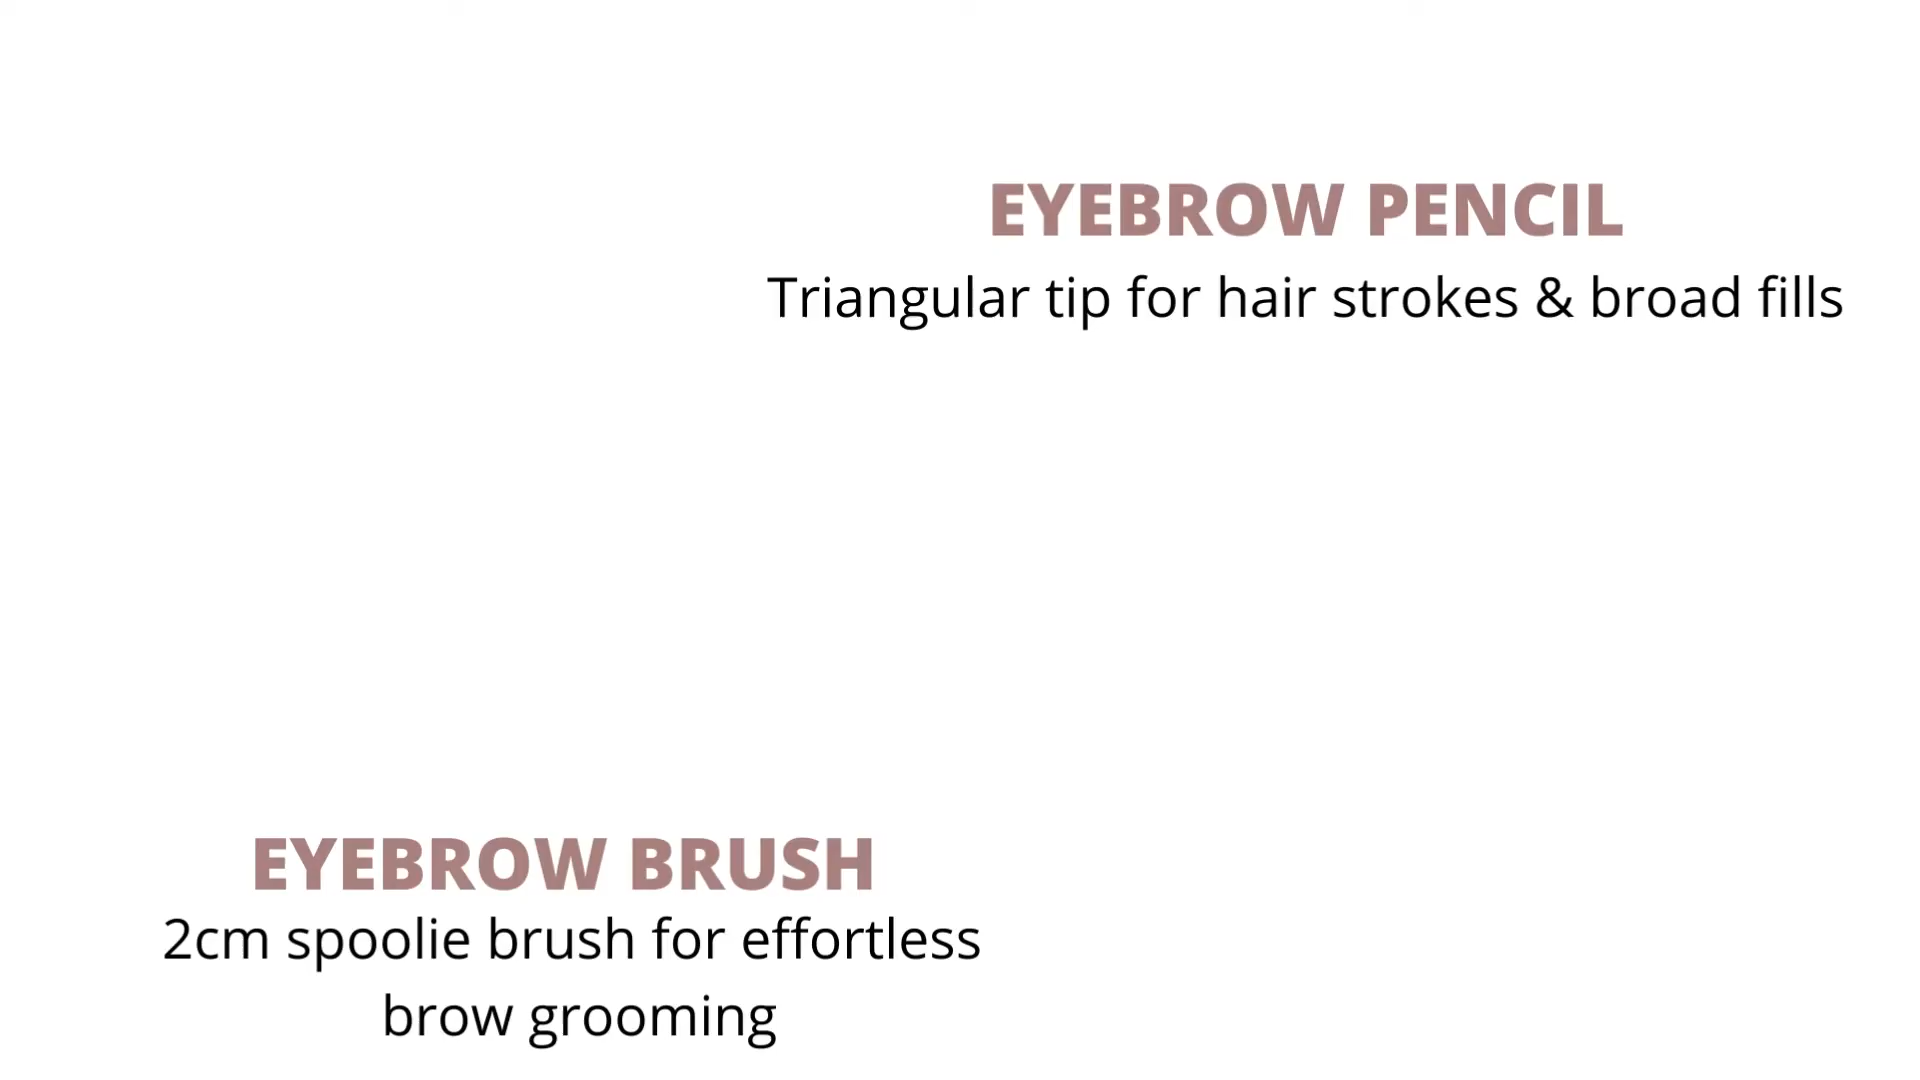 EYEBROW PENCIL
Triangular tip for hair strokes & broad fills
EYEBROW BRUSH
2cm spoolie brush for effortless
brow grooming